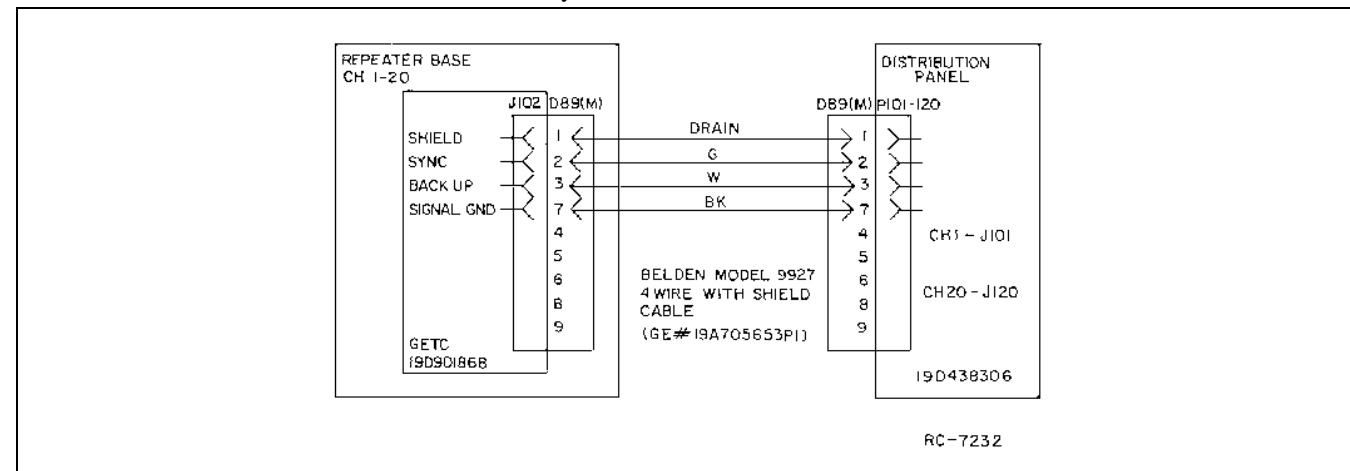 REPEATER BASE
CH 1-20
J102 DB9(M)
SHIELD
SYNC
BACK UP
SIGNAL GND
1
2
3
7
4
5
6
8
9
GETC
19D901868
DRAIN
G
W
BK
BELDEN MODEL 9927
4 WIRE WITH SHIELD
CABLE
(GE#19A705653P1)
DISTRIBUTION
PANEL
DB9(M) P101-120
1
2
3
7
4
5
6
8
9
CH1-J101
CH20-J120
19D438306
RC-7232